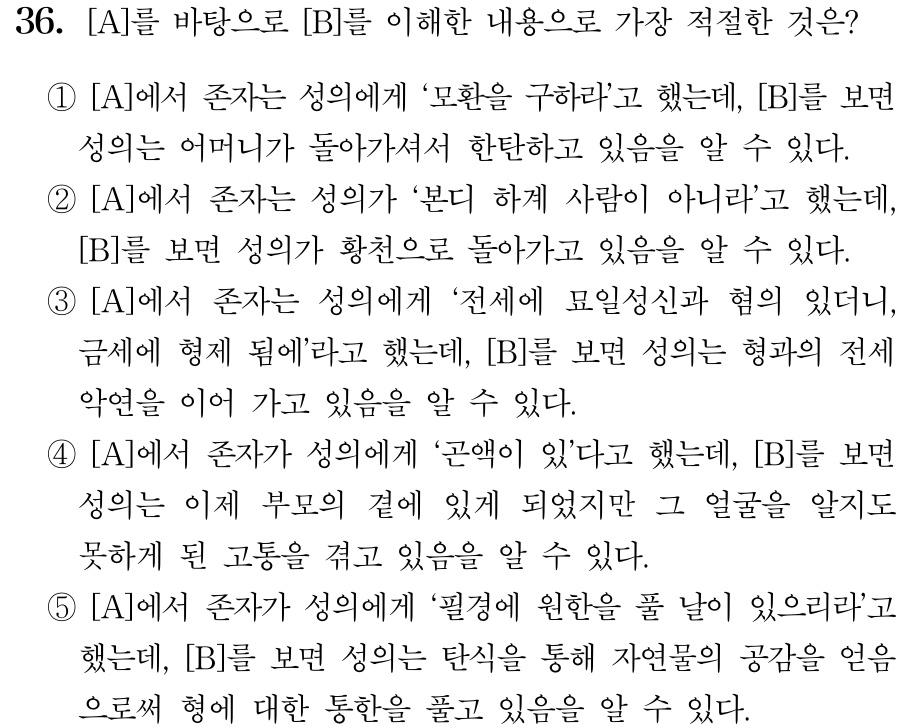 36. [A]를 바탕으로 [B]를 이해한 내용으로 가장 적절한 것은?
① [A]에서 존자는 성의에게 ‘모환을 구하라’고 했는데, [B]를 보면
성의는 어머니가 돌아가셔서 한탄하고 있음을 알 수 있다.
② [A]에서 존자는 성의가 ‘본디 하계 사람이 아니라’고 했는데,
[B]를 보면 성의가 황천으로 돌아가고 있음을 알 수 있다.
③ [A]에서 존자는 성의에게 ‘전세에 묘일성신과 혐의 있더니,
금세에 형제 됨에’라고 했는데, [B]를 보면 성의는 형과의 전세
악연을 이어 가고 있음을 알 수 있다.
④ [A]에서 존자가 성의에게 ‘곤액이 있’다고 했는데, [B]를 보면
성의는 이제 부모의 곁에 있게 되었지만 그 얼굴을 알지도
못하게 된 고통을 겪고 있음을 알 수 있다.
⑤ [A]에서 존자가 성의에게 ‘필경에 원한을 풀 날이 있으리라’고
했는데, [B]를 보면 성의는 탄식을 통해 자연물의 공감을 얻음
으로써 형에 대한 통한을 풀고 있음을 알 수 있다.